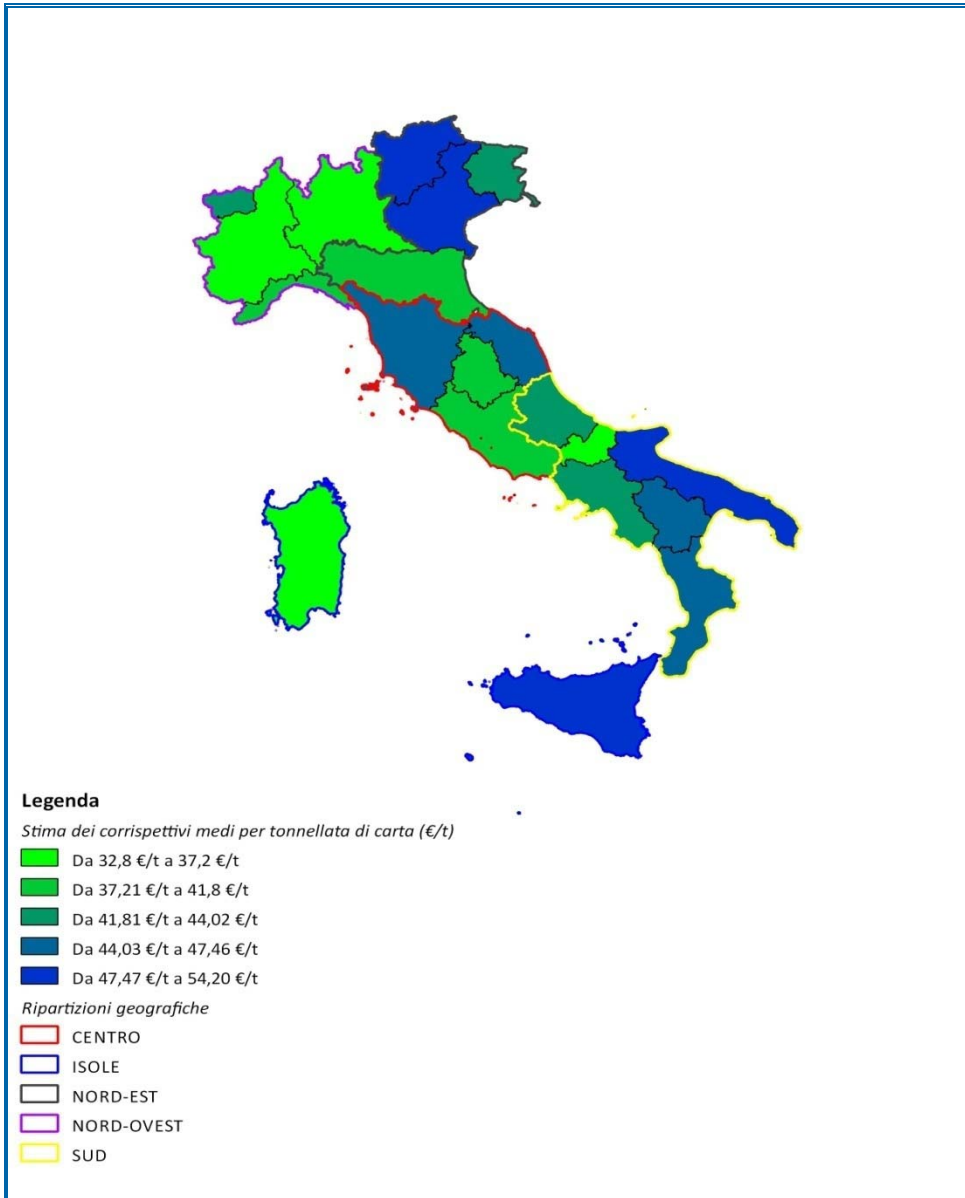 Legenda
Stima dei corrispettivi medi per tonnellata di carta (€/t)
Da 32,8 €/t a 37,2 €/t
Da 37,21 €/t a 41,8 €/t
Da 41,81 €/t a 44,02 €/t
Da 44,03 €/t a 47,46 €/t
Da 47,47 €/t a 54,20 €/t
Ripartizioni geografiche
CENTRO
ISOLE
NORD-EST
NORD-OVEST
SUD